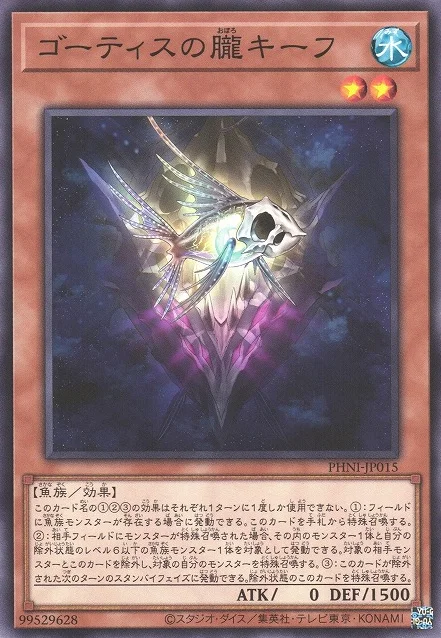 ゴーティスの朧キーフ
おぼろ
水
みず
PHNI-JP015
【魚族／効果】
このカード名の①②③の効果はそれぞれ1ターンに1度しか使用できない。①：フィールド
に魚族モンスターが存在する場合に発動できる。このカードを手札から特殊召喚する。
②：相手フィールドにモンスターが特殊召喚された場合、その内のモンスター1体と自分の
除外状態のレベル6以下の魚族モンスター1体を対象として発動できる。対象の相手モン
スターとこのカードを除外し、対象の自分のモンスターを特殊召喚する。③：このカードが除外
された次のターンのスタンバイフェイズに発動できる。除外状態のこのカードを特殊召喚する。
ATK/ 0 DEF/1500
99529628 ©スタジオ・ダイス／集英社・テレビ東京・KONAMI